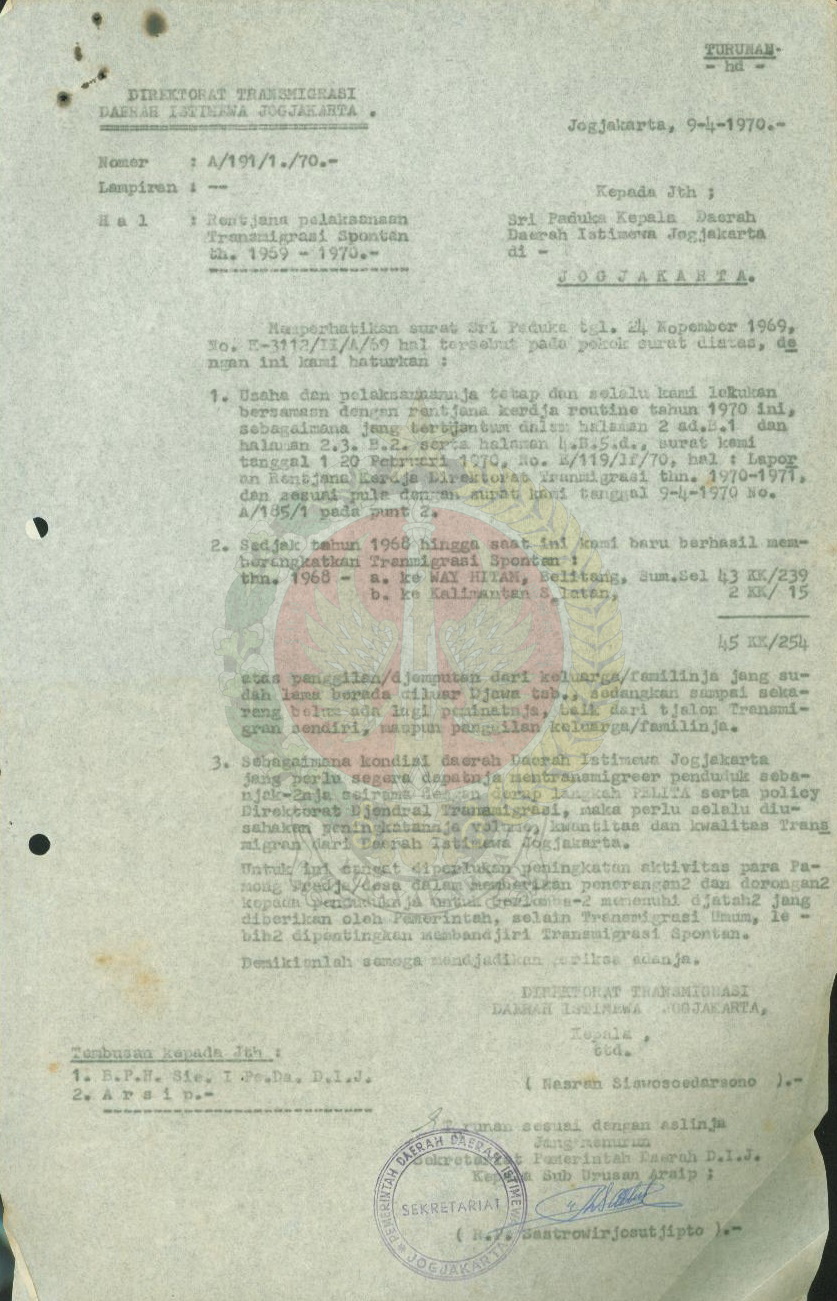 TURUNAN.
- hd -
DIREKTORAT TRANSMIGRASI
DAERAH ISTIMEWA JOGJAKARTA .
Jogjakarta, 9-4-1970.-
Nomer : A/191/1./70.-
Lampiran : --
Kepada Jth ;
H a l : Rentjana pelaksanaan
Transmigrasi Spontan
th. 1959 - 1970.-
Sri Paduka Kepala Daerah
Daerah Istimewa Jogjakarta
di -
J O G J A K A R T A.
Memperhatikan surat Sri Paduka tgl. 24 Nopember 1969,
No. K-3112/II/A/69 hal tersebut pada pokok surat diatas, de
ngan ini kami haturkan :
1. Usaha dan pelaksanaannja tetap dan selalu kami lakukan
bersamaan dengan rentjana kerdja routine tahun 1970 ini,
sebagaimana jang tertjantum dalam halaman 2 ad.B.1 dan
halaman 2.3. B.2. serta halaman 4.B.5.d., surat kami
tanggal 1 20 Pebruari 1970, No. E/119/If/70, hal : Lapor
an Rentjana Kerdja Direktorat Tranmigrasi thn. 1970-1971,
dan sesuai pula dengan surat kami tanggal 9-4-1970 No.
A/185/1 pada punt 2.
2. Sedjak tahun 1968 hingga saat ini kami baru berhasil mem-
berangkatkan Tranmigrasi Spontan :
thn. 1968 - a. ke WAY HITAM, Belitang, Sum.Sel 43 KK/239
b. ke Kalimantan Selatan, 2 KK/ 15
45 KK/254
atas panggilan/djemputan dari keluarga/familinja jang su-
dah lama berada diluar Djawa tsb., sedangkan sampai seka-
rang belum ada lagi peminatnja, baik dari tjalon Transmi-
gran sendiri, maupun panggilan keluarga/familinja.
3. Sebagaimana kondisi daerah Daerah Istimewa Jogjakarta
jang perlu segera dapatnja mentransmigreer penduduk seba-
njak-2nja seirama dengan derap langkah PELITA serta policy
Direktorat Djendral Transmigrasi, maka perlu selalu diu-
sahakan peningkatannja volume, kwantitas dan kwalitas Trans
migran dari Daerah Istimewa Jogjakarta.
Untuk ini sangat diperlukan peningkatan aktivitas para Pa-
mong Pradja/desa dalam memberikan penerangan2 dan dorongan2
kepada penduduknja untuk berlomba-2 memenuhi djatah2 jang
diberikan oleh Pemerintah, selain Transmigrasi Umum, le -
bih2 dipentingkan membandjiri Transmigrasi Spontan.
Demikianlah semoga mendjadikan periksa adanja.
DIREKTORAT TRANSMIGRASI
DAERAH ISTIMEWA JOGJAKARTA,
Kepala ,
ttd.
( Nasran Siswosoedarsono ).-
Tembusan kepada Jth :
1. B.P.H. Sie. I Pe.Da. D.I.J.
2. A r s i p.-
Turunan sesuai dengan aslinja
Jang menurun
Sekretariat Pemerintah Daerah D.I.J.
Kepala Sub Urusan Arsip ;
( R.P. Sastrowirjosutjipto ).-
PEMERINTAH DAERAH DAERAH ISTIMEWA
SEKRETARIAT
JOGJAKARTA